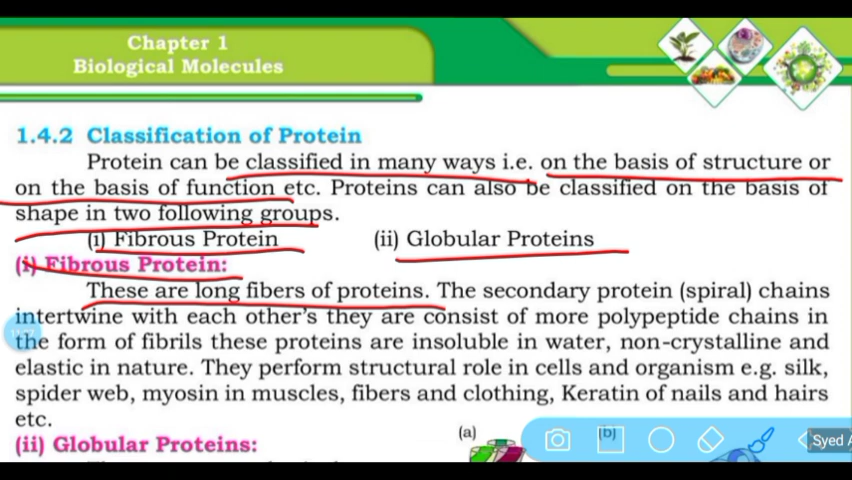 Chapter 1
Biological Molecules
1.4.2 Classification of Protein
Protein can be classified in many ways i.e. on the basis of structure or
on the basis of function etc. Proteins can also be classified on the basis of
shape in two following groups.
(i) Fibrous Protein (ii) Globular Proteins
(i) Fibrous Protein:
These are long fibers of proteins. The secondary protein (spiral) chains
intertwine with each other's they are consist of more polypeptide chains in
the form of fibrils these proteins are insoluble in water, non-crystalline and
elastic in nature. They perform structural role in cells and organism e.g. silk,
spider web, myosin in muscles, fibers and clothing, Keratin of nails and hairs
etc.
(a) (b)
Syed A
(ii) Globular Proteins: